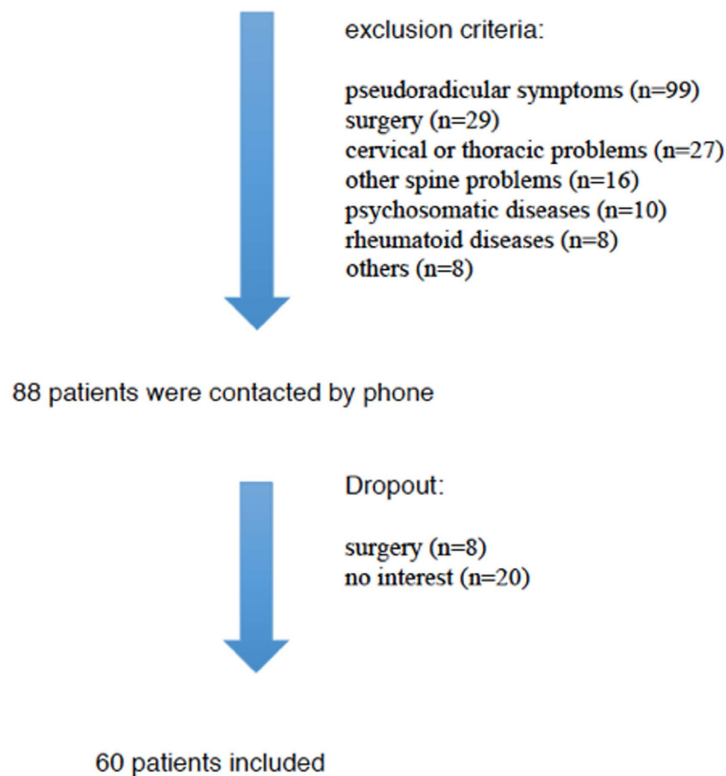 exclusion criteria:
pseudoradicular symptoms (n=99)
surgery (n=29)
cervical or thoracic problems (n=27)
other spine problems (n=16)
psychosomatic diseases (n=10)
rheumatoid diseases (n=8)
others (n=8)
88 patients were contacted by phone
Dropout:
surgery (n=8)
no interest (n=20)
60 patients included